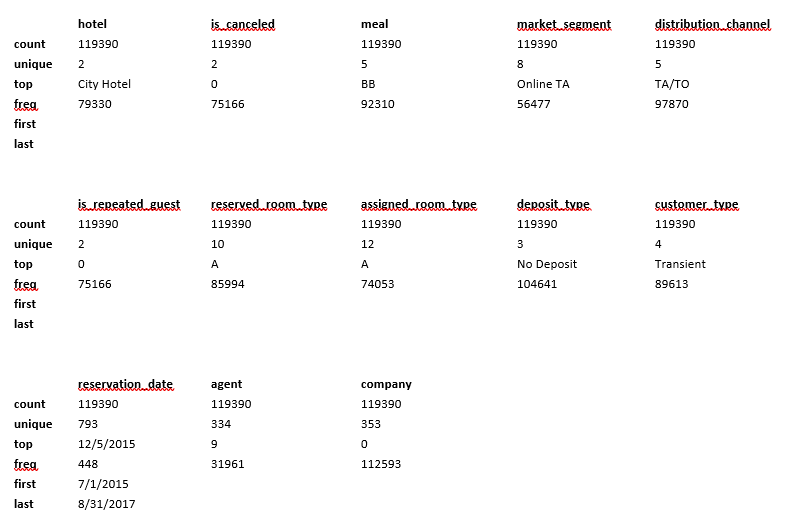 hotel is_canceled meal market_segment distribution_channel
count 119390 119390 119390 119390 119390
unique 2 2 5 8 5
top City Hotel 0 BB Online TA TA/TO
freq 79330 75166 92310 56477 97870
first
last
is_repeated_guest reserved_room_type assigned_room_type deposit_type customer_type
count 119390 119390 119390 119390 119390
unique 2 10 12 3 4
top 0 A A No Deposit Transient
freq 75166 85994 74053 104641 89613
first
last
reservation_date agent company
count 119390 119390 119390
unique 793 334 353
top 12/5/2015 9 0
freq 448 31961 112593
first 7/1/2015
last 8/31/2017